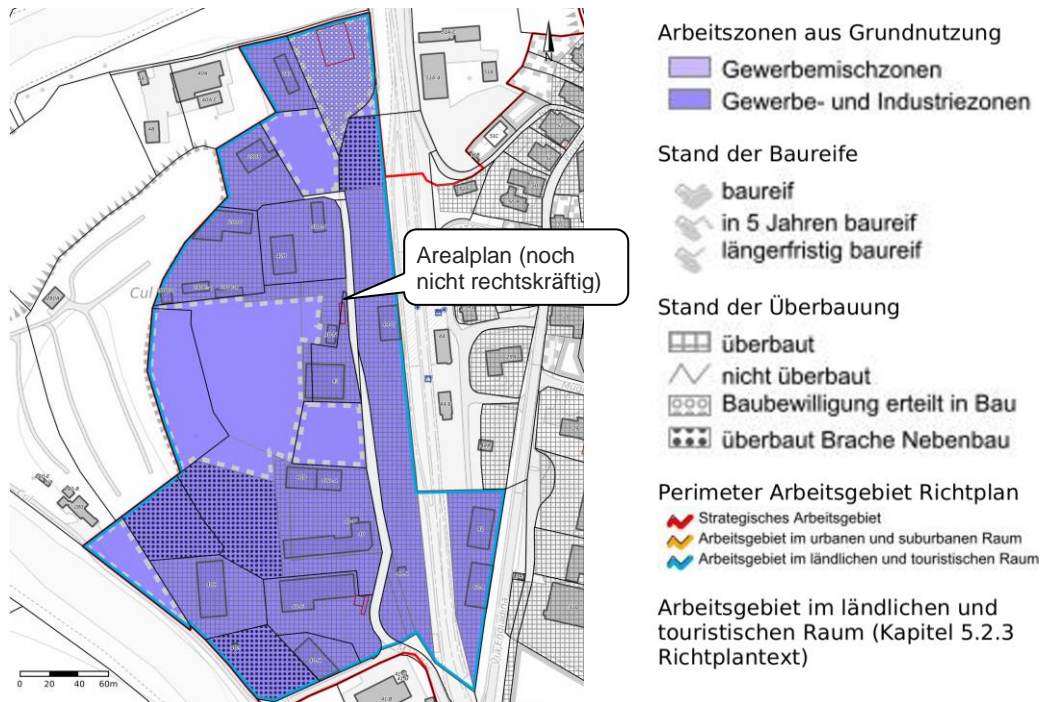 N
Cul
Arealplan (noch
nicht rechtskräftig)
0 20 40 60m
Arbeitszonen aus Grundnutzung
Gewerbemischzonen
Gewerbe- und Industriezonen
Stand der Baureife
baureif
in 5 Jahren baureif
längerfristig baureif
Stand der Überbauung
überbaut
nicht überbaut
Baubewilligung erteilt in Bau
überbaut Brache Nebenbau
Perimeter Arbeitsgebiet Richtplan
Strategisches Arbeitsgebiet
Arbeitsgebiet im urbanen und suburbanen Raum
Arbeitsgebiet im ländlichen und touristischen Raum
Arbeitsgebiet im ländlichen und
touristischen Raum (Kapitel 5.2.3
Richtplantext)